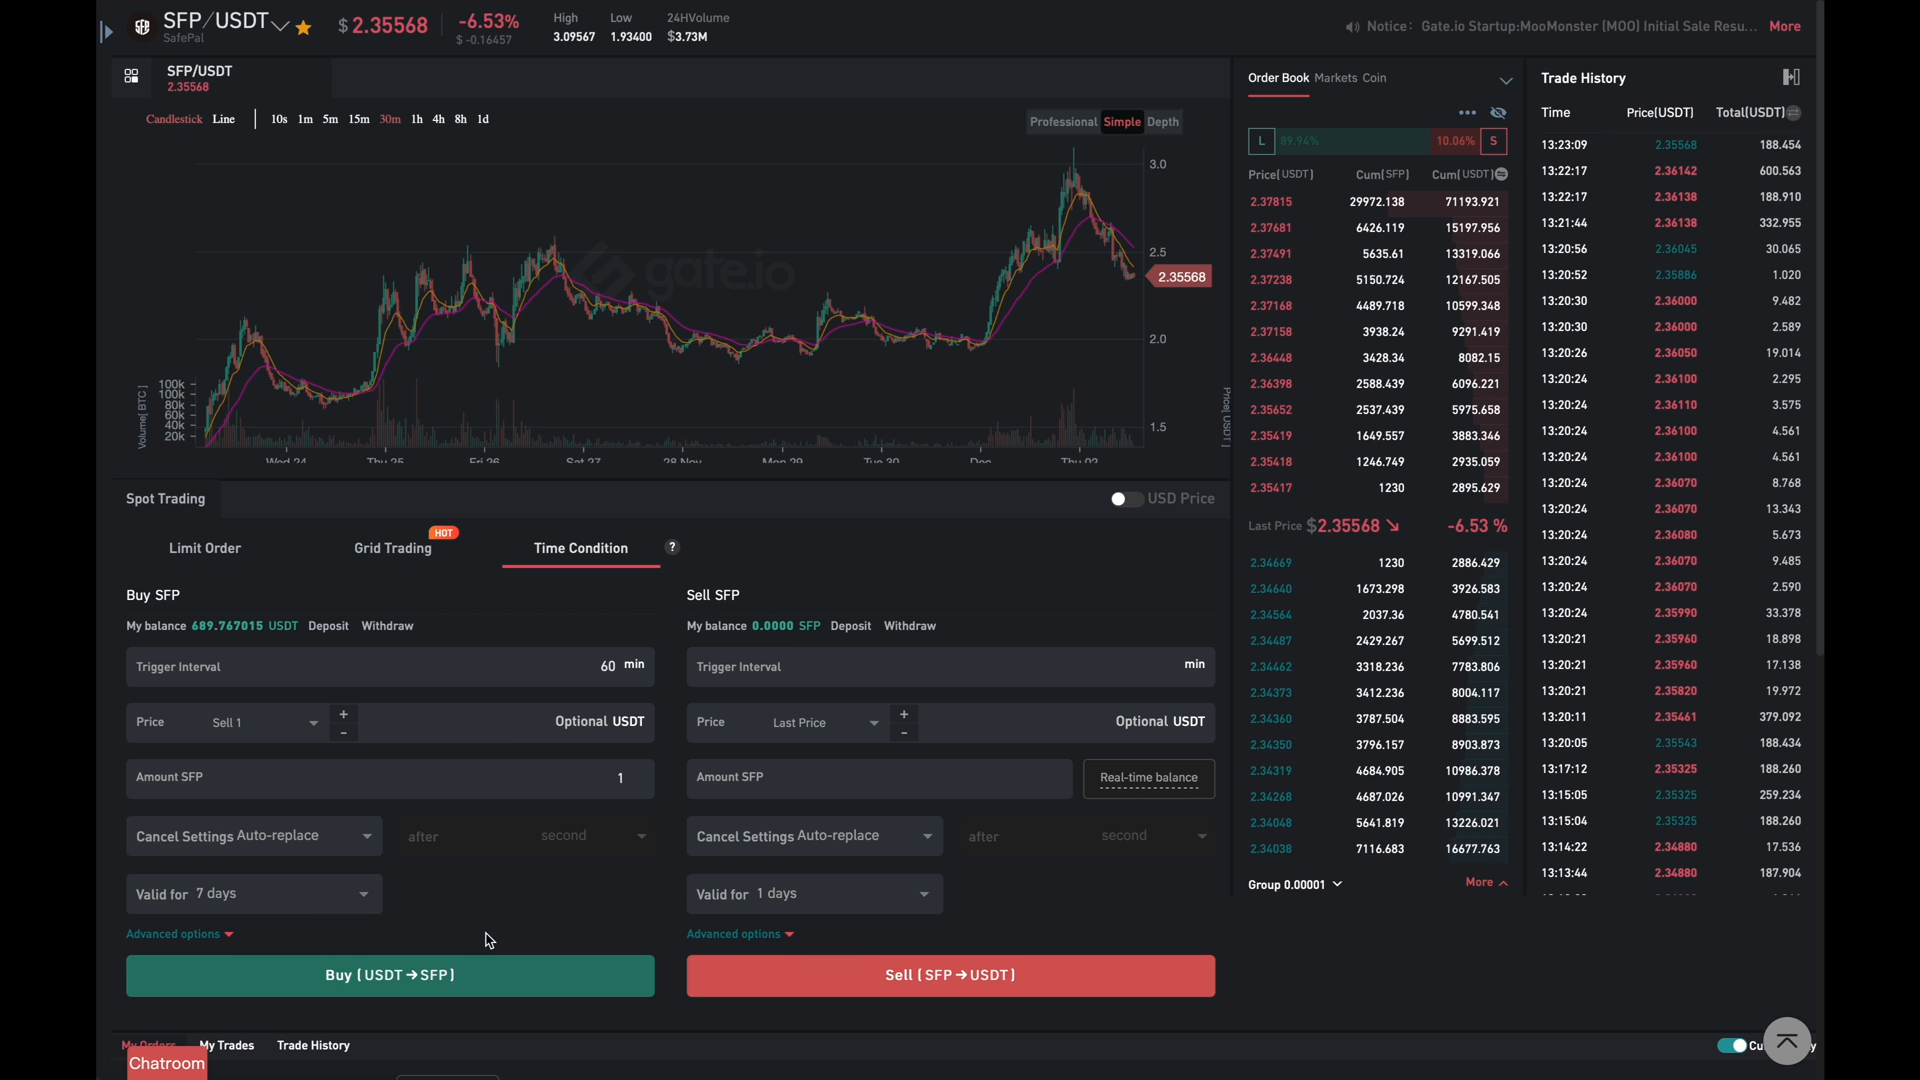 SFP/USDT
SafePal
$ 2.35568
-6.53%
$ -0.16457
High
3.09567
Low
1.93400
24HVolume
$3.73M
Notice: Gate.io Startup:MooMonster (MOO) Initial Sale Resu... More
SFP/USDT
2.35568
Candlestick Line 10s 1m 5m 15m 30m 1h 4h 8h 1d
Professional Simple Depth
gate.io
3.0
2.5
2.35568
2.0
1.5
Volume[ BTC ]
100k
100k
80k
60k
40k
20k
Price[ USDT ]
Wed 24 Thu 25 Fri 26 Sat 27 28 Nov Mon 29 Tue 30 Dec Thu 02
Spot Trading
USD Price
Limit Order
Grid Trading
HOT
Time Condition
?
Buy SFP
My balance 689.767015 USDT Deposit Withdraw
Trigger Interval 60 min
Price Sell 1 + - Optional USDT
Amount SFP 1
Cancel Settings Auto-replace after second
Valid for 7 days
Advanced options
Buy (USDT→SFP)
Sell SFP
My balance 0.0000 SFP Deposit Withdraw
Trigger Interval min
Price Last Price + - Optional USDT
Amount SFP
Real-time balance
Cancel Settings Auto-replace after second
Valid for 1 days
Advanced options
Sell (SFP→USDT)
Order Book Markets Coin
L 89.94% 10.06% S
Price(USDT) Cum(SFP) Cum(USDT)
2.37815 29972.138 71193.921
2.37681 6426.119 15197.956
2.37491 5635.61 13319.066
2.37238 5150.724 12167.505
2.37168 4489.718 10599.348
2.37158 3938.24 9291.419
2.36448 3428.34 8082.15
2.36398 2588.439 6096.221
2.35652 2537.439 5975.658
2.35419 1649.557 3883.346
2.35418 1246.749 2935.059
2.35417 1230 2895.629
Last Price $2.35568 ↘ -6.53 %
2.34669 1230 2886.429
2.34640 1673.298 3926.583
2.34564 2037.36 4780.541
2.34487 2429.267 5699.512
2.34462 3318.236 7783.806
2.34373 3412.236 8004.117
2.34360 3787.504 8883.595
2.34350 3796.157 8903.873
2.34319 4684.905 10986.378
2.34268 4687.026 10991.347
2.34048 5641.819 13226.021
2.34038 7116.683 16677.763
Group 0.00001 More
Trade History
Time Price(USDT) Total(USDT)
13:23:09 2.35568 188.454
13:22:17 2.36142 600.563
13:22:17 2.36138 188.910
13:21:44 2.36138 332.955
13:20:56 2.36045 30.065
13:20:52 2.35886 1.020
13:20:30 2.36000 9.482
13:20:30 2.36000 2.589
13:20:26 2.36050 19.014
13:20:24 2.36100 2.295
13:20:24 2.36110 3.575
13:20:24 2.36100 4.561
13:20:24 2.36100 4.561
13:20:24 2.36070 8.768
13:20:24 2.36070 13.343
13:20:24 2.36080 5.673
13:20:24 2.36070 9.485
13:20:24 2.36070 2.590
13:20:24 2.35990 33.378
13:20:21 2.35960 18.898
13:20:21 2.35960 17.138
13:20:21 2.35820 19.972
13:20:11 2.35461 379.092
13:20:05 2.35543 188.434
13:17:12 2.35325 188.260
13:15:05 2.35325 259.234
13:15:04 2.35325 188.260
13:14:22 2.34880 17.536
13:13:44 2.34880 187.904
My Orders My Trades Trade History
Chatroom